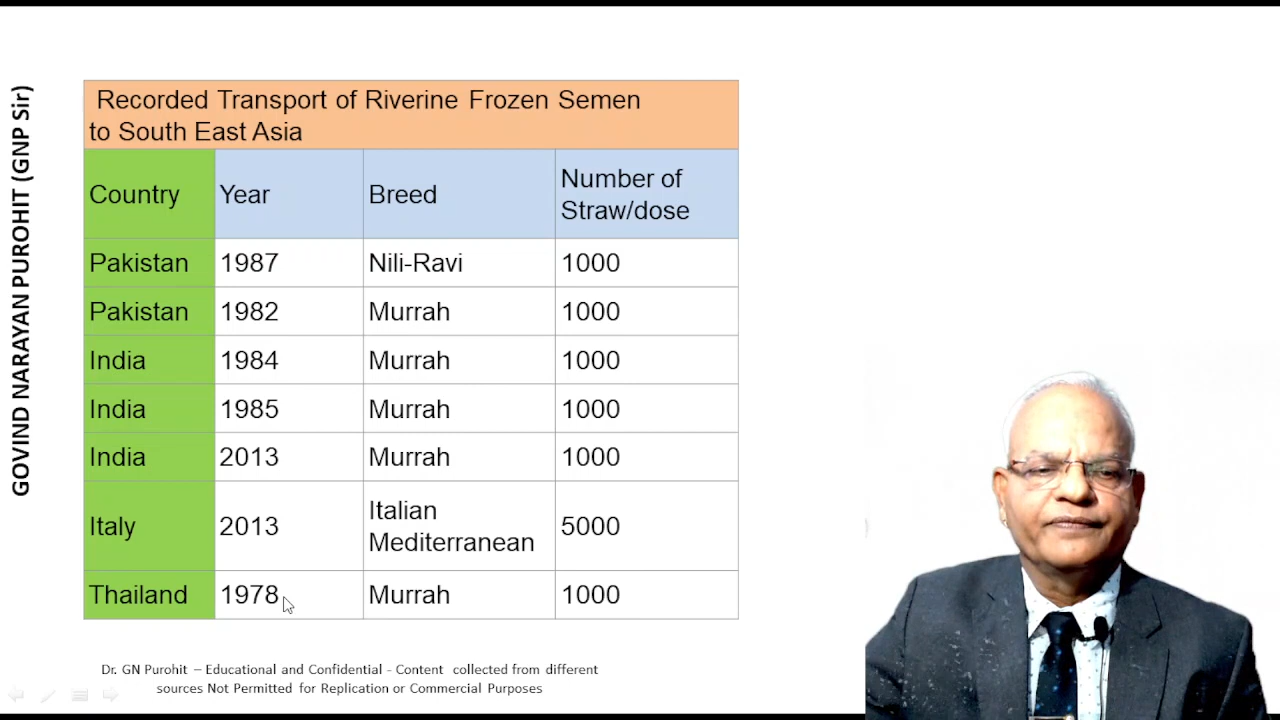 GOVIND NARAYAN PUROHIT (GNP Sir)
Recorded Transport of Riverine Frozen Semen
to South East Asia
Country Year Breed Number of
Straw/dose
Pakistan 1987 Nili-Ravi 1000
Pakistan 1982 Murrah 1000
India 1984 Murrah 1000
India 1985 Murrah 1000
India 2013 Murrah 1000
Italy 2013 Italian
Mediterranean 5000
Thailand 1978 Murrah 1000
Dr. GN Purohit – Educational and Confidential - Content collected from different
sources Not Permitted for Replication or Commercial Purposes